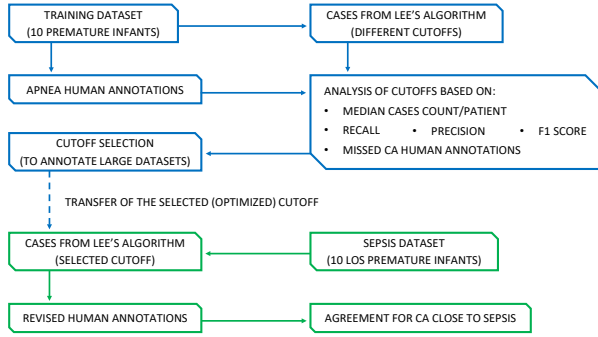 TRAINING DATASET
(10 PREMATURE INFANTS)
CASES FROM LEE'S ALGORITHM
(DIFFERENT CUTOFFS)
APNEA HUMAN ANNOTATIONS
ANALYSIS OF CUTOFFS BASED ON:
• MEDIAN CASES COUNT/PATIENT
• RECALL • PRECISION • F1 SCORE
• MISSED CA HUMAN ANNOTATIONS
CUTOFF SELECTION
(TO ANNOTATE LARGE DATASETS)
TRANSFER OF THE SELECTED (OPTIMIZED) CUTOFF
CASES FROM LEE'S ALGORITHM
(SELECTED CUTOFF)
SEPSIS DATASET
(10 LOS PREMATURE INFANTS)
REVISED HUMAN ANNOTATIONS
AGREEMENT FOR CA CLOSE TO SEPSIS